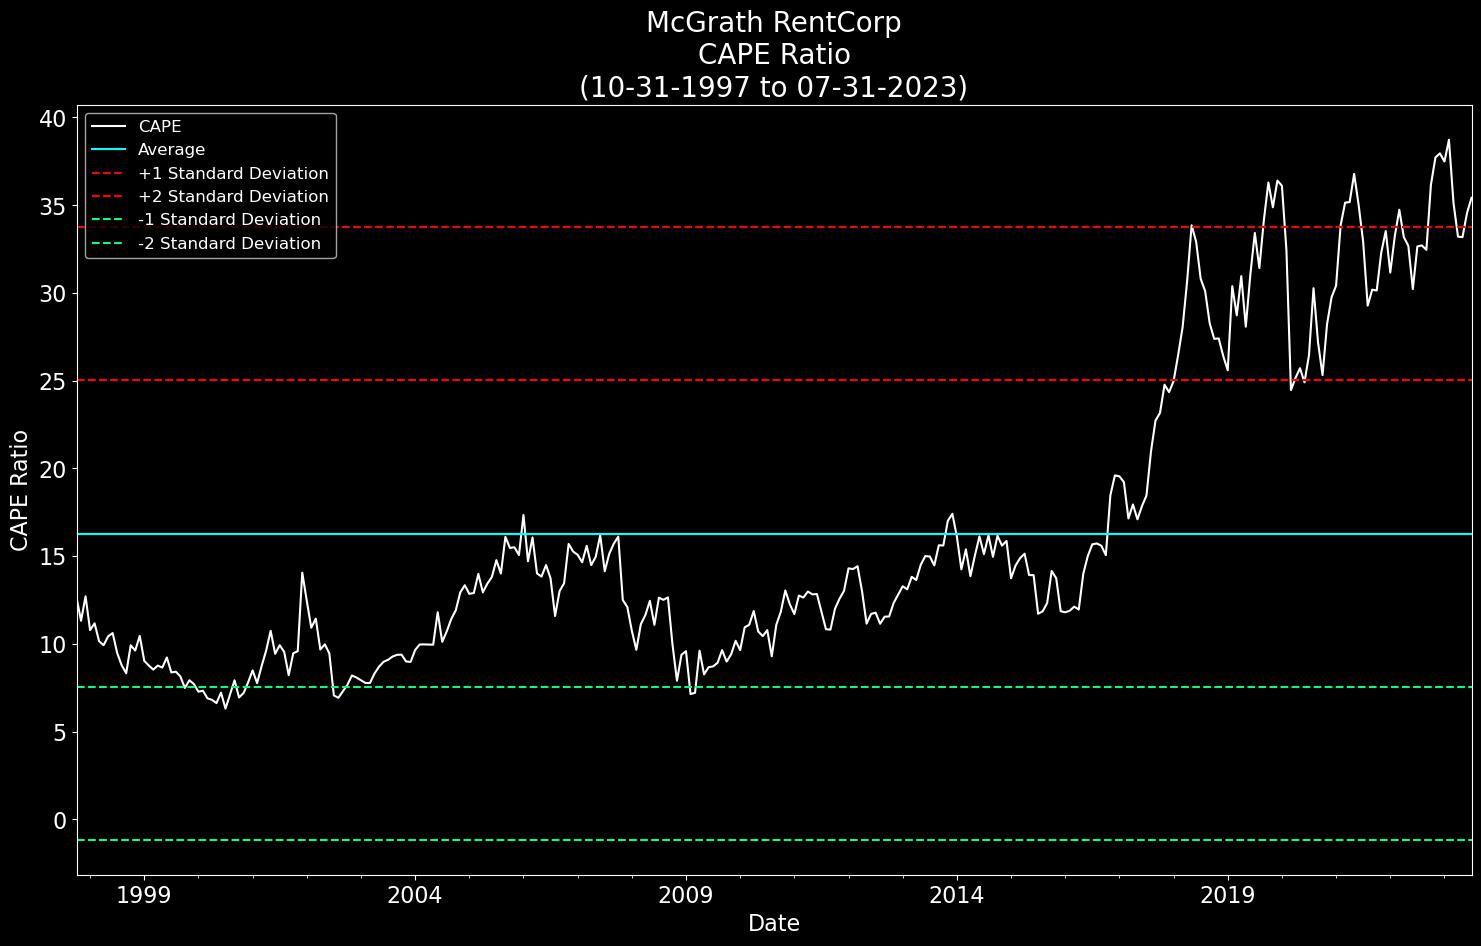 McGrath RentCorp
CAPE Ratio
(10-31-1997 to 07-31-2023)
CAPE
Average
+1 Standard Deviation
+2 Standard Deviation
-1 Standard Deviation
-2 Standard Deviation
40
35
30
25
20
15
10
5
0
CAPE Ratio
1999 2004 2009 2014 2019
Date